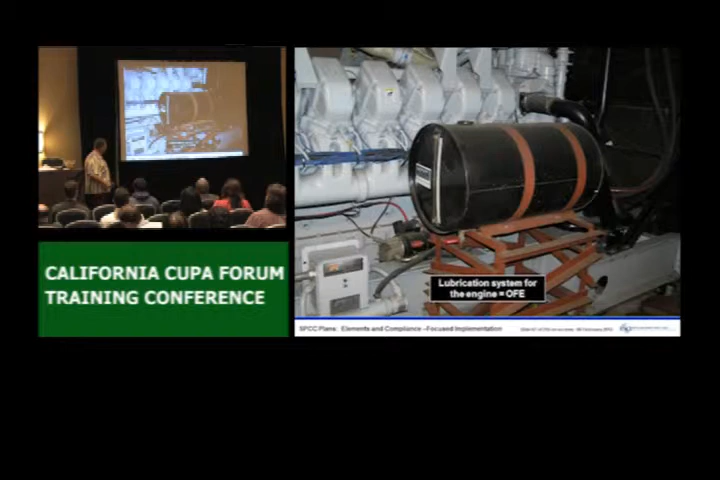 CALIFORNIA CUPA FORUM
TRAINING CONFERENCE
Lubrication system for
the engine = OFE
SPCC Plans: Elements and Compliance –Focused Implementation